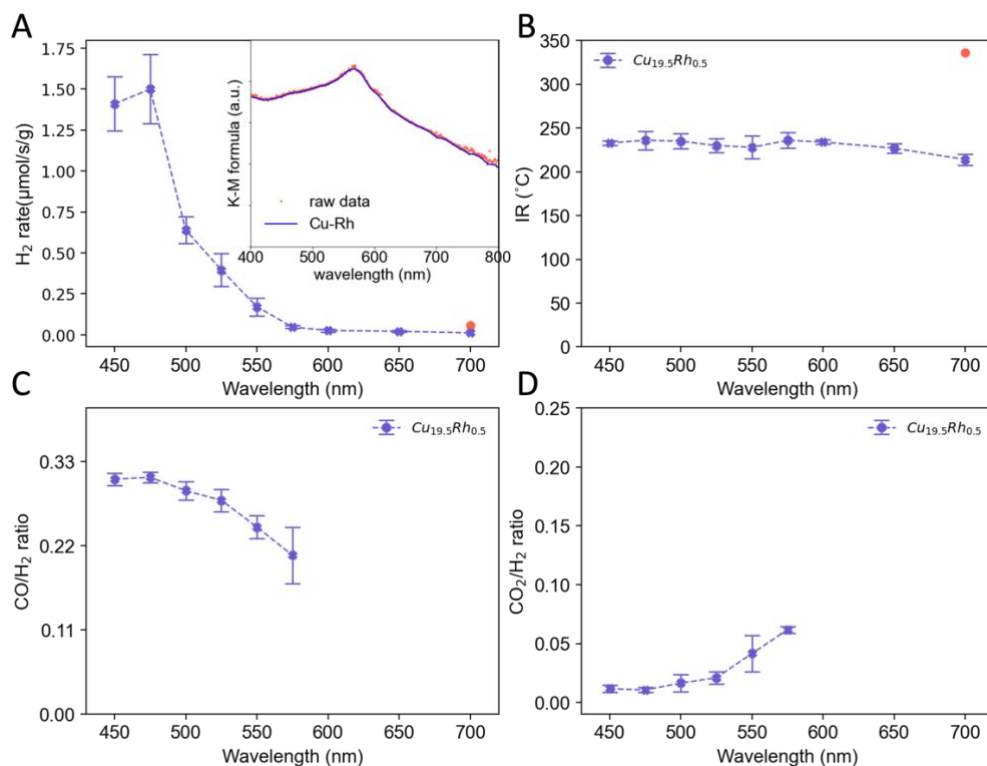 A
H₂ rate(μmol/s/g)
1.75
1.50
1.25
1.00
0.75
0.50
0.25
0.00
450 500 550 600 650 700
Wavelength (nm)
K-M formula (a.u.)
raw data
Cu-Rh
400 500 600 700 800
wavelength (nm)
B
IR (˚C)
350
300
250
200
150
100
50
0
Cu₁₉.₅Rh₀.₅
450 500 550 600 650 700
Wavelength (nm)
C
CO/H₂ ratio
0.33
0.22
0.11
0.00
Cu₁₉.₅Rh₀.₅
450 500 550 600 650 700
Wavelength (nm)
D
CO₂/H₂ ratio
0.25
0.20
0.15
0.10
0.05
0.00
Cu₁₉.₅Rh₀.₅
450 500 550 600 650 700
Wavelength (nm)